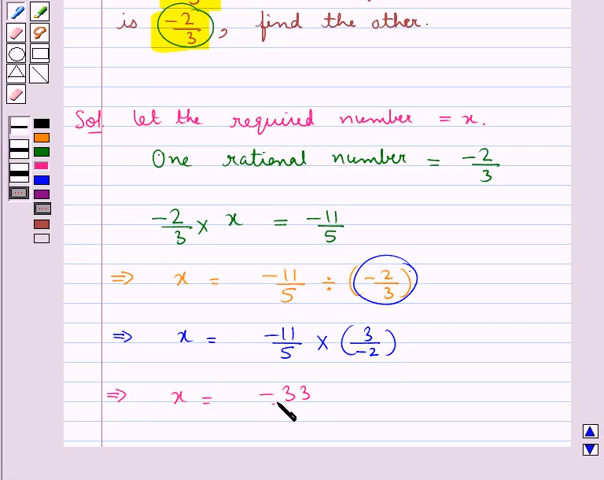 is -2/3, find the other.
Sol. Let the required number = x.
One rational number = -2/3
-2/3 × x = -11/5
⇒ x = -11/5 ÷ (-2/3)
⇒ x = -11/5 × (3/-2)
⇒ x = -33